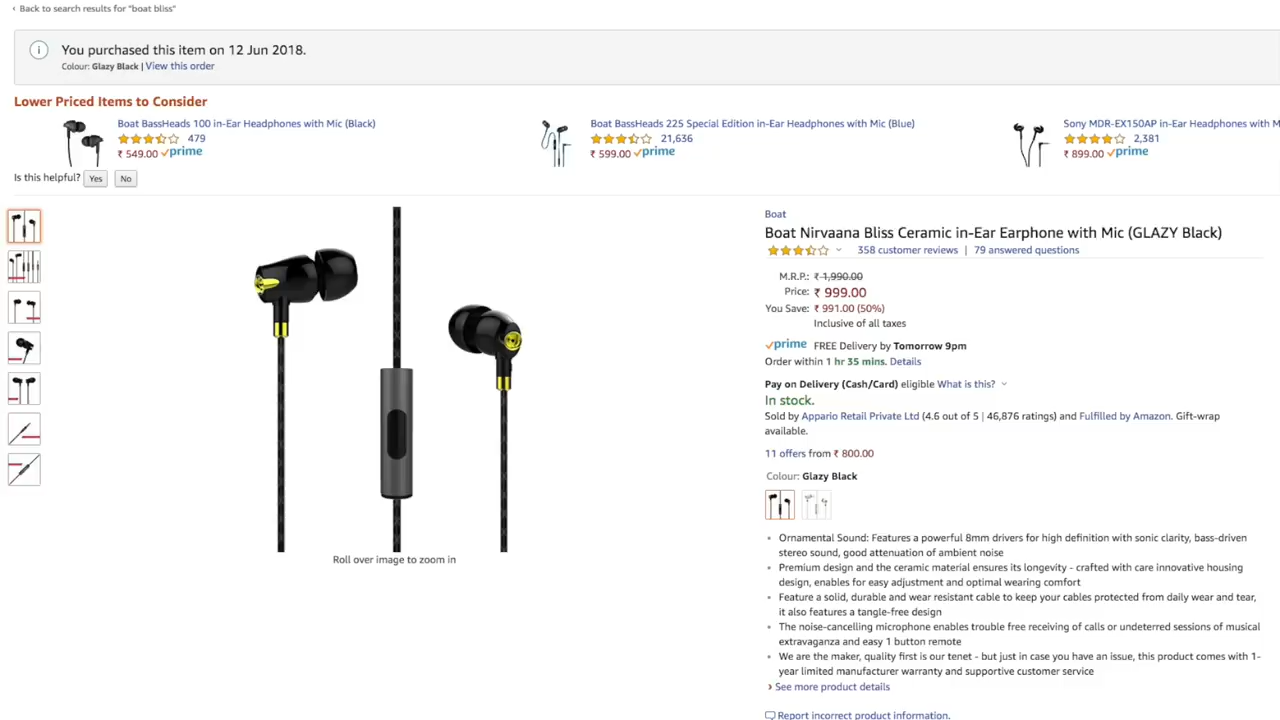 ‹ Back to search results for "boat bliss"
You purchased this item on 12 Jun 2018.
Colour: Glazy Black | View this order
Lower Priced Items to Consider
Boat BassHeads 100 in-Ear Headphones with Mic (Black)
479
₹ 549.00 prime
Boat BassHeads 225 Special Edition in-Ear Headphones with Mic (Blue)
21,636
₹ 599.00 prime
Sony MDR-EX150AP in-Ear Headphones with M
2,381
₹ 899.00 prime
Is this helpful? Yes No
Roll over image to zoom in
Boat
Boat Nirvaana Bliss Ceramic in-Ear Earphone with Mic (GLAZY Black)
358 customer reviews | 79 answered questions
M.R.P.: ₹ 1,990.00
Price: ₹ 999.00
You Save: ₹ 991.00 (50%)
Inclusive of all taxes
prime FREE Delivery by Tomorrow 9pm
Order within 1 hr 35 mins. Details
Pay on Delivery (Cash/Card) eligible What is this?
In stock.
Sold by Appario Retail Private Ltd (4.6 out of 5 | 46,876 ratings) and Fulfilled by Amazon. Gift-wrap
available.
11 offers from ₹ 800.00
Colour: Glazy Black
• Ornamental Sound: Features a powerful 8mm drivers for high definition with sonic clarity, bass-driven
stereo sound, good attenuation of ambient noise
• Premium design and the ceramic material ensures its longevity - crafted with care innovative housing
design, enables for easy adjustment and optimal wearing comfort
• Feature a solid, durable and wear resistant cable to keep your cables protected from daily wear and tear,
it also features a tangle-free design
• The noise-cancelling microphone enables trouble free receiving of calls or undeterred sessions of musical
extravaganza and easy 1 button remote
• We are the maker, quality first is our tenet - but just in case you have an issue, this product comes with 1-
year limited manufacturer warranty and supportive customer service
› See more product details
Report incorrect product information.